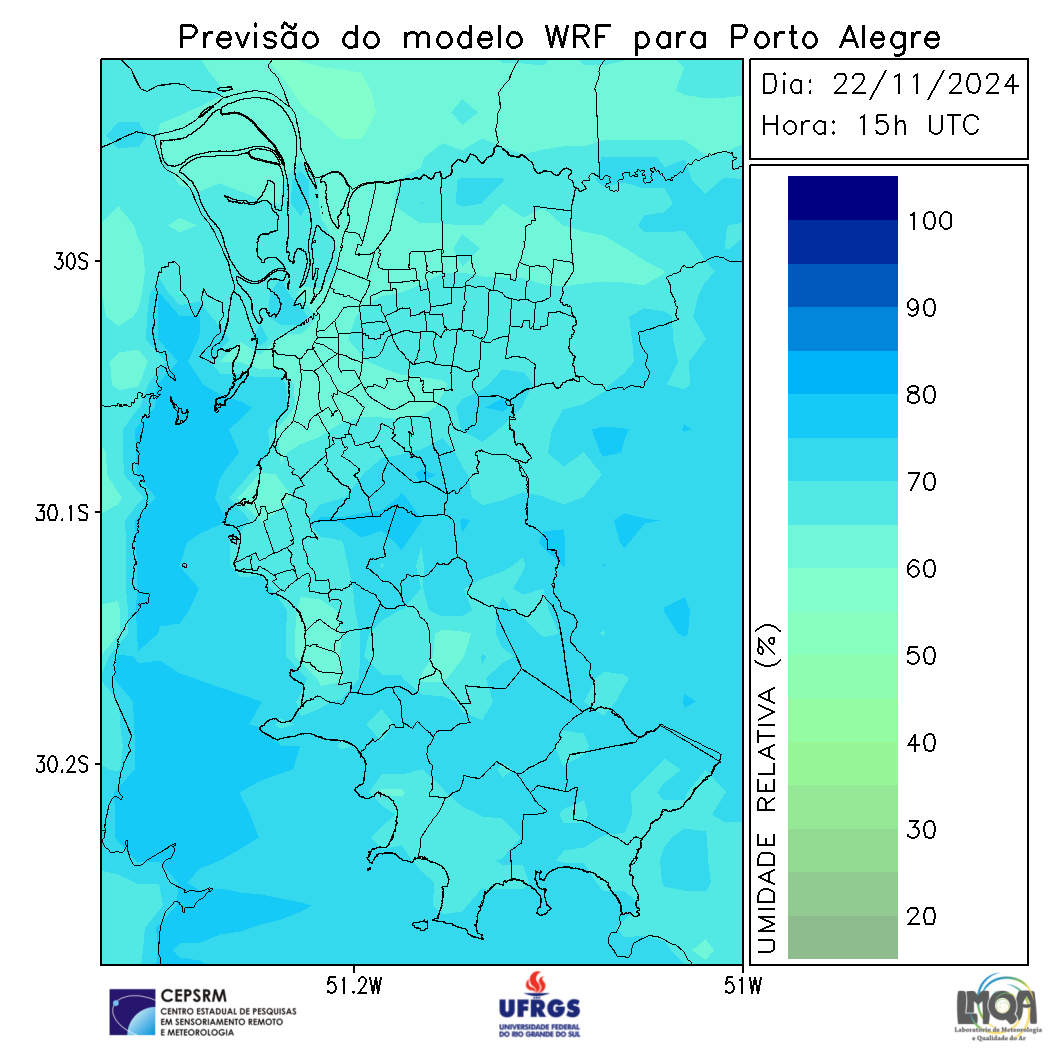 Previsão do modelo WRF para Porto Alegre
Dia: 22/11/2024
Hora: 15h UTC
100
90
80
70
60
50
40
30
20
UMIDADE RELATIVA (%)
30S
30.1S
30.2S
51.2W
51W
CEPSRM
CENTRO ESTADUAL DE PESQUISAS
EM SENSORIAMENTO REMOTO
E METEOROLOGIA
UFRGS
UNIVERSIDADE FEDERAL
DO RIO GRANDE DO SUL
LMQA
Laboratório de Meteorologia
e Qualidade do Ar